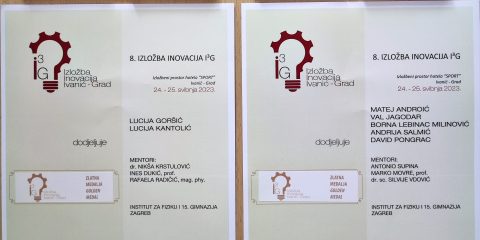 8. IZLOŽBA INOVACIJA I³G
i3G
Izložba
Inovacija
Ivanić - Grad
Izložbeni prostor hotela "SPORT"
Ivanić - Grad
24. - 25. svibnja 2023.
LUCIJA GORŠIĆ
LUCIJA KANTOLIĆ
dodjeljuje
MENTORI:
dr. NIKŠA KRSTULOVIĆ
INES DUKIĆ, prof.
RAFAELA RADIČIĆ, mag. phy.
ZLATNA
MEDALJA
GOLDEN
MEDAL
INSTITUT ZA FIZIKU I 15. GIMNAZIJA
ZAGREB
8. IZLOŽBA INOVACIJA I³G
i3G
Izložba
Inovacija
Ivanić - Grad
Izložbeni prostor hotela "SPORT"
Ivanić - Grad
24. - 25. svibnja 2023.
MATEJ ANDROIĆ
VAL JAGODAR
BORNA LEBINAC MILINOVIĆ
ANDRIJA SALMIĆ
DAVID PONGRAC
dodjeljuje
MENTORI:
ANTONIO SUPINA
MARKO MOVRE, prof.
dr. sc. SILVIJE VDOVIĆ
ZLATNA
MEDALJA
GOLDEN
MEDAL
INSTITUT ZA FIZIKU I 15. GIMNAZIJA
ZAGREB